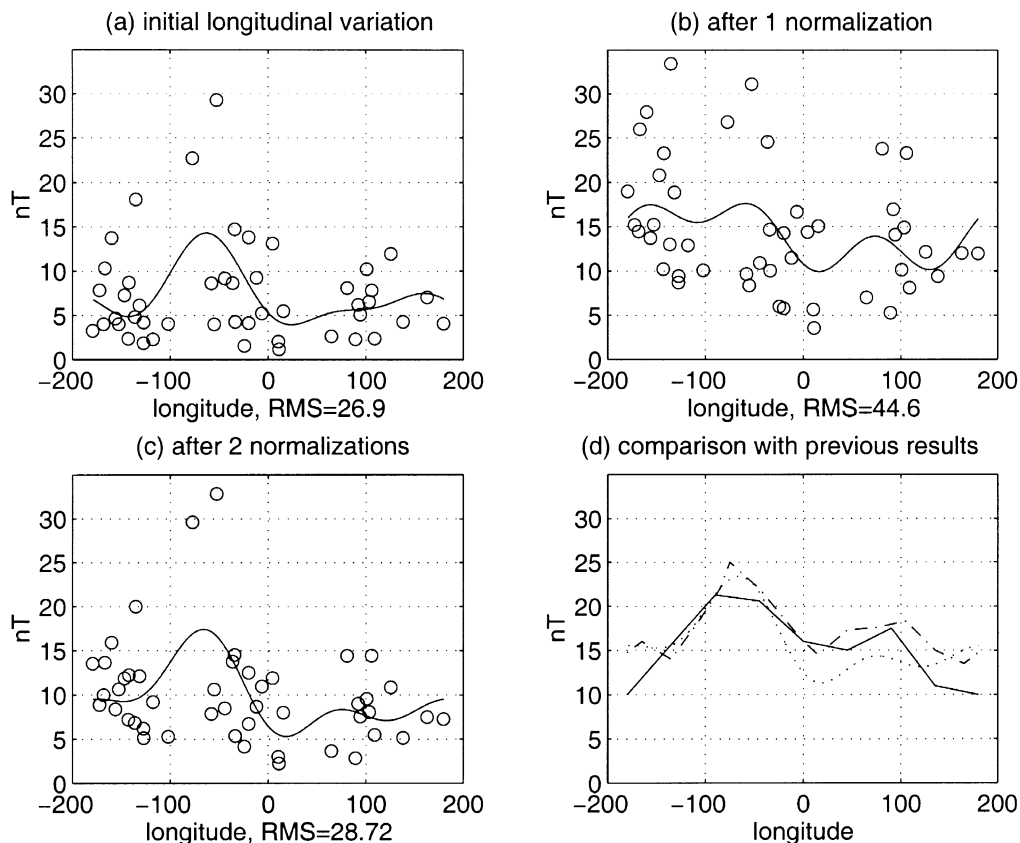 (a) initial longitudinal variation
(b) after 1 normalization
nT
30
25
20
15
10
5
0
−200 −100 0 100 200
longitude, RMS=26.9
nT
30
25
20
15
10
5
0
−200 −100 0 100 200
longitude, RMS=44.6
(c) after 2 normalizations
(d) comparison with previous results
nT
30
25
20
15
10
5
0
−200 −100 0 100 200
longitude, RMS=28.72
nT
30
25
20
15
10
5
0
−200 −100 0 100 200
longitude